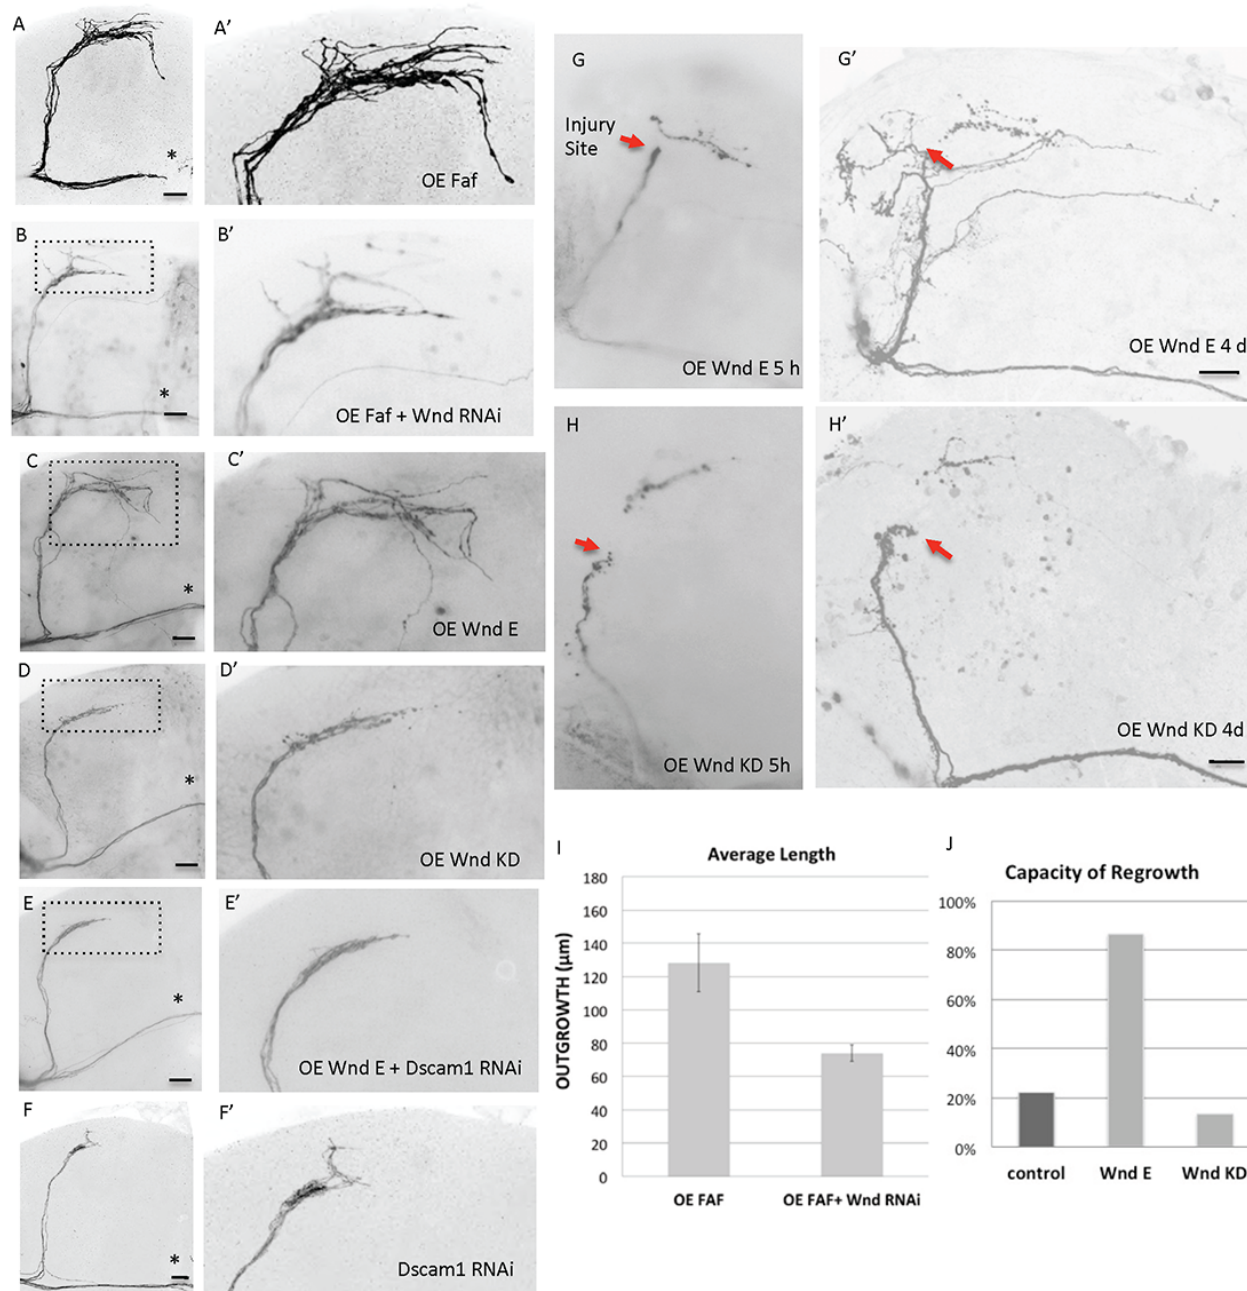 A
A'
*
OE Faf
B
B'
*
OE Faf + Wnd RNAi
C
C'
*
OE Wnd E
D
D'
*
OE Wnd KD
E
E'
*
OE Wnd E + Dscam1 RNAi
F
F'
*
Dscam1 RNAi
G
Injury
Site
OE Wnd E 5 h
G'
OE Wnd E 4 d
H
OE Wnd KD 5h
H'
OE Wnd KD 4d
I
Average Length
OUTGROWTH (µm)
180
160
140
120
100
80
60
40
20
0
OE FAF
OE FAF+ Wnd RNAi
J
Capacity of Regrowth
100%
80%
60%
40%
20%
0%
control
Wnd E
Wnd KD